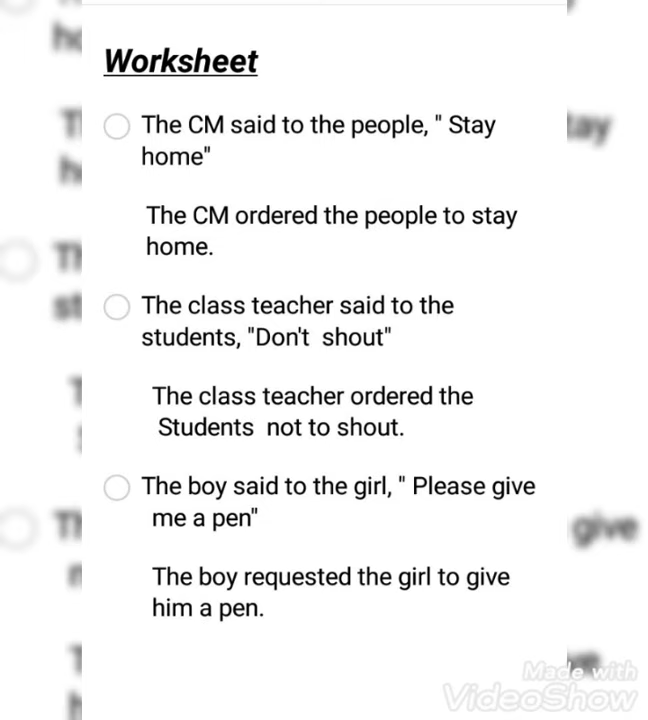 Worksheet
The CM said to the people, " Stay
home"
The CM ordered the people to stay
home.
The class teacher said to the
students, "Don't shout"
The class teacher ordered the
Students not to shout.
The boy said to the girl, " Please give
me a pen"
The boy requested the girl to give
him a pen.
Made with
VideoShow